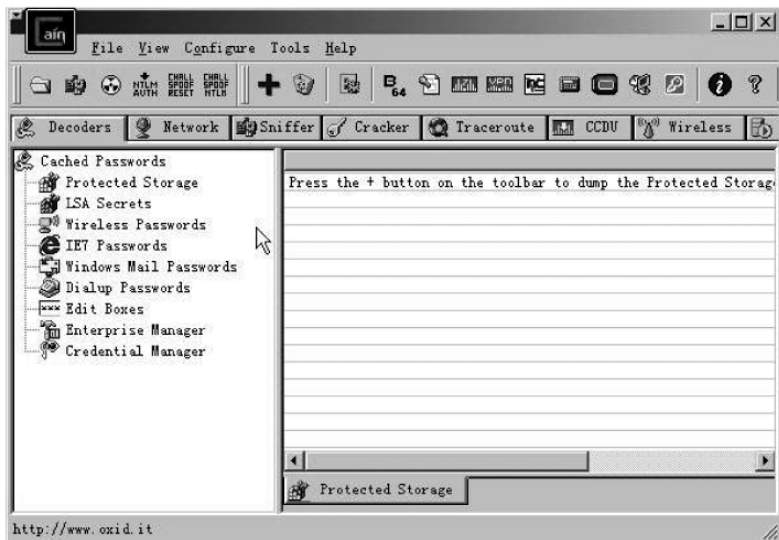 aín
File View Configure Tools Help
NTLM AUTH CHALL SPOOF RESET CHALL SPOOF NTLM B 64
Decoders Network Sniffer Cracker Traceroute CCDU Wireless
Cached Passwords
Protected Storage
LSA Secrets
Wireless Passwords
IE7 Passwords
Windows Mail Passwords
Dialup Passwords
Edit Boxes
Enterprise Manager
Credential Manager
Press the + button on the toolbar to dump the Protected Storag
Protected Storage
http://www.oxid.it